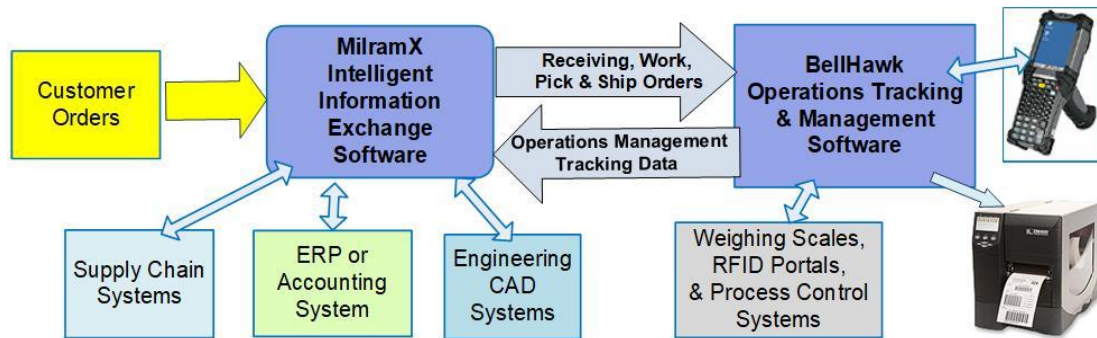 Customer
Orders
MilramX
Intelligent
Information
Exchange
Software
Receiving, Work,
Pick & Ship Orders
Operations Management
Tracking Data
BellHawk
Operations Tracking
& Management
Software
Supply Chain
Systems
ERP or
Accounting
System
Engineering
CAD
Systems
Weighing Scales,
RFID Portals,
& Process Control
Systems